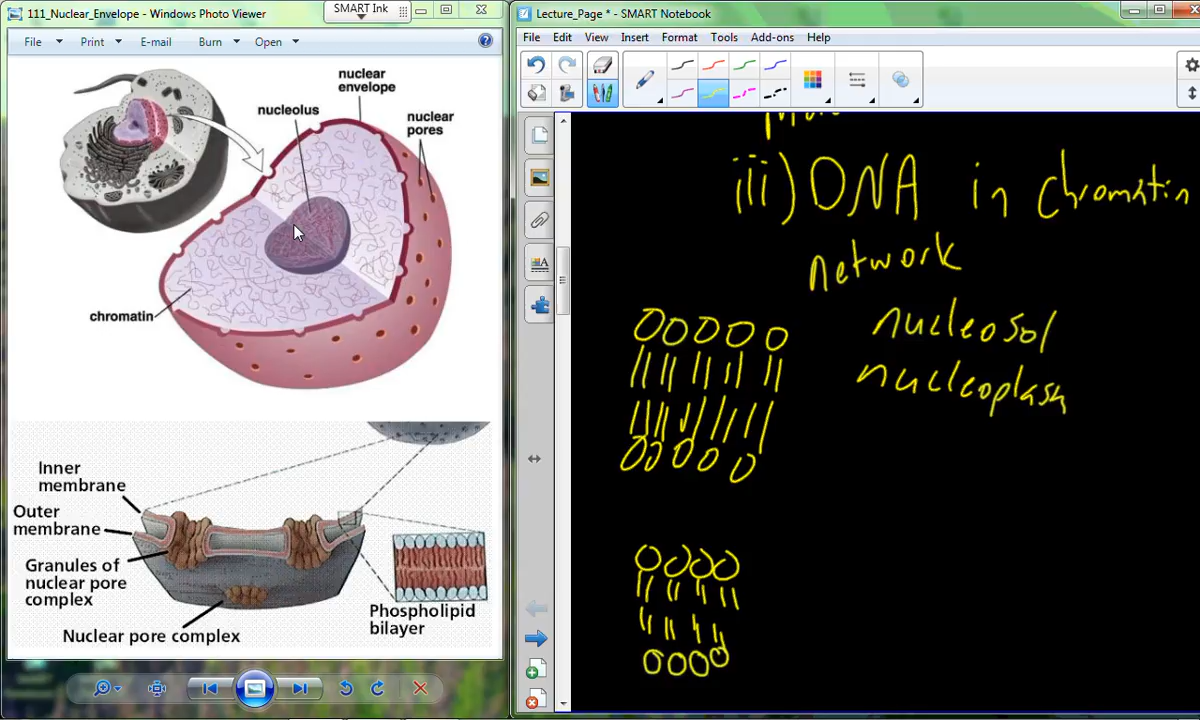 111_Nuclear_Envelope - Windows Photo Viewer
SMART Ink
File Print E-mail Burn Open
nuclear
envelope
nucleolus
nuclear
pores
chromatin
Inner
membrane
Outer
membrane
Granules of
nuclear pore
complex
Nuclear pore complex
Phospholipid
bilayer
Lecture_Page * - SMART Notebook
File Edit View Insert Format Tools Add-ons Help
iii) DNA in chromatin
network
nucleosol
nucleoplasm